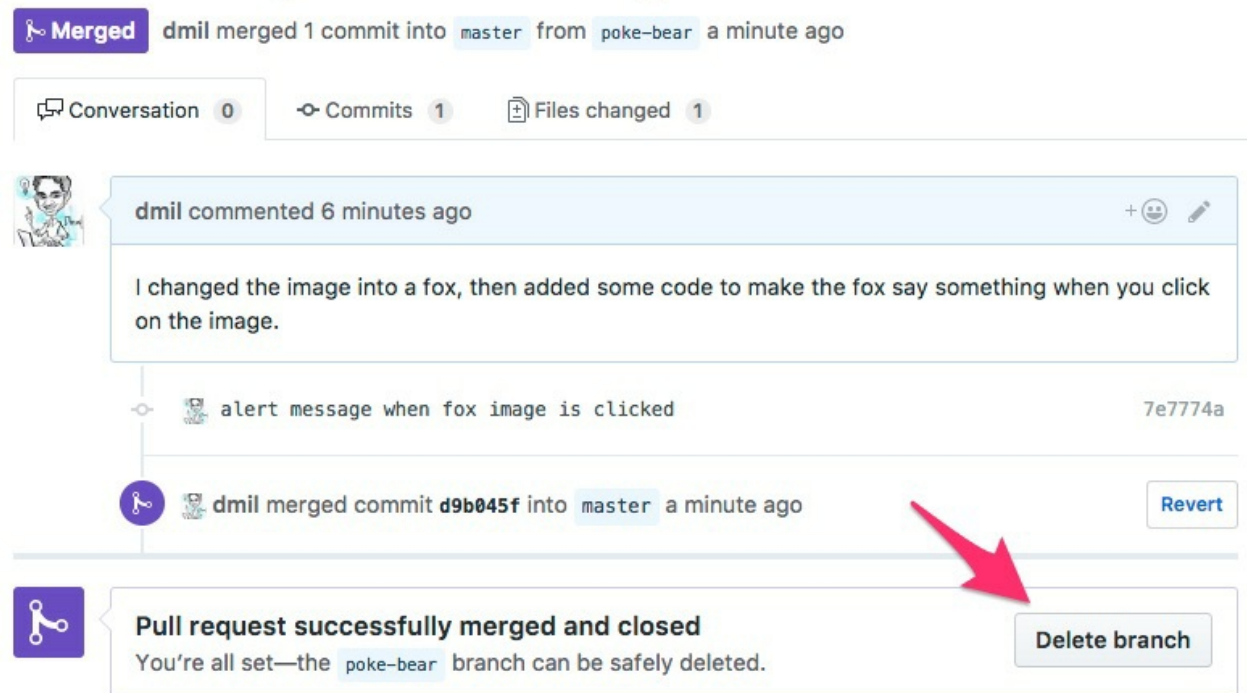 Merged dmil merged 1 commit into master from poke-bear a minute ago
Conversation 0 Commits 1 Files changed 1
dmil commented 6 minutes ago
I changed the image into a fox, then added some code to make the fox say something when you click
on the image.
alert message when fox image is clicked 7e7774a
dmil merged commit d9b045f into master a minute ago Revert
Pull request successfully merged and closed
You're all set—the poke-bear branch can be safely deleted.
Delete branch